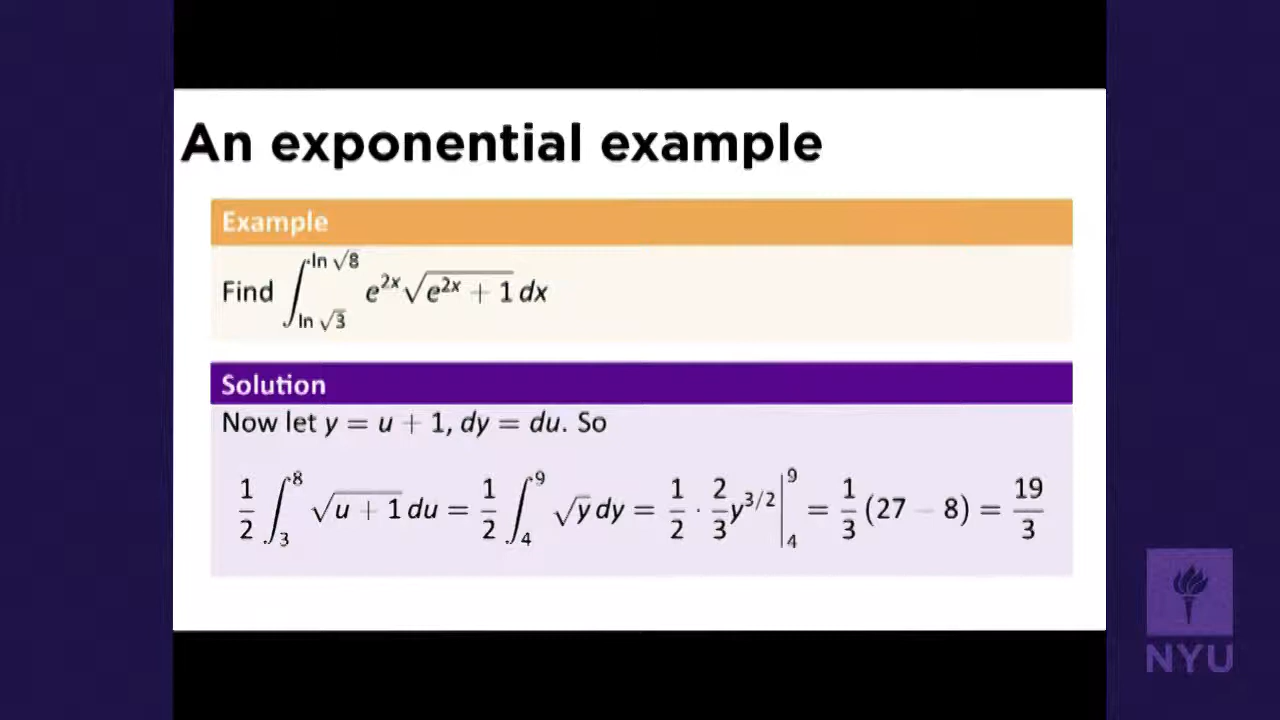 An exponential example
Example
Find ∫_{ln √3}^{ln √8} e^{2x} √(e^{2x} + 1) dx
Solution
Now let y = u + 1, dy = du. So
1/2 ∫_3^8 √(u + 1) du = 1/2 ∫_4^9 √y dy = 1/2 · 2/3 y^{3/2} |_4^9 = 1/3 (27 − 8) = 19/3
NYU